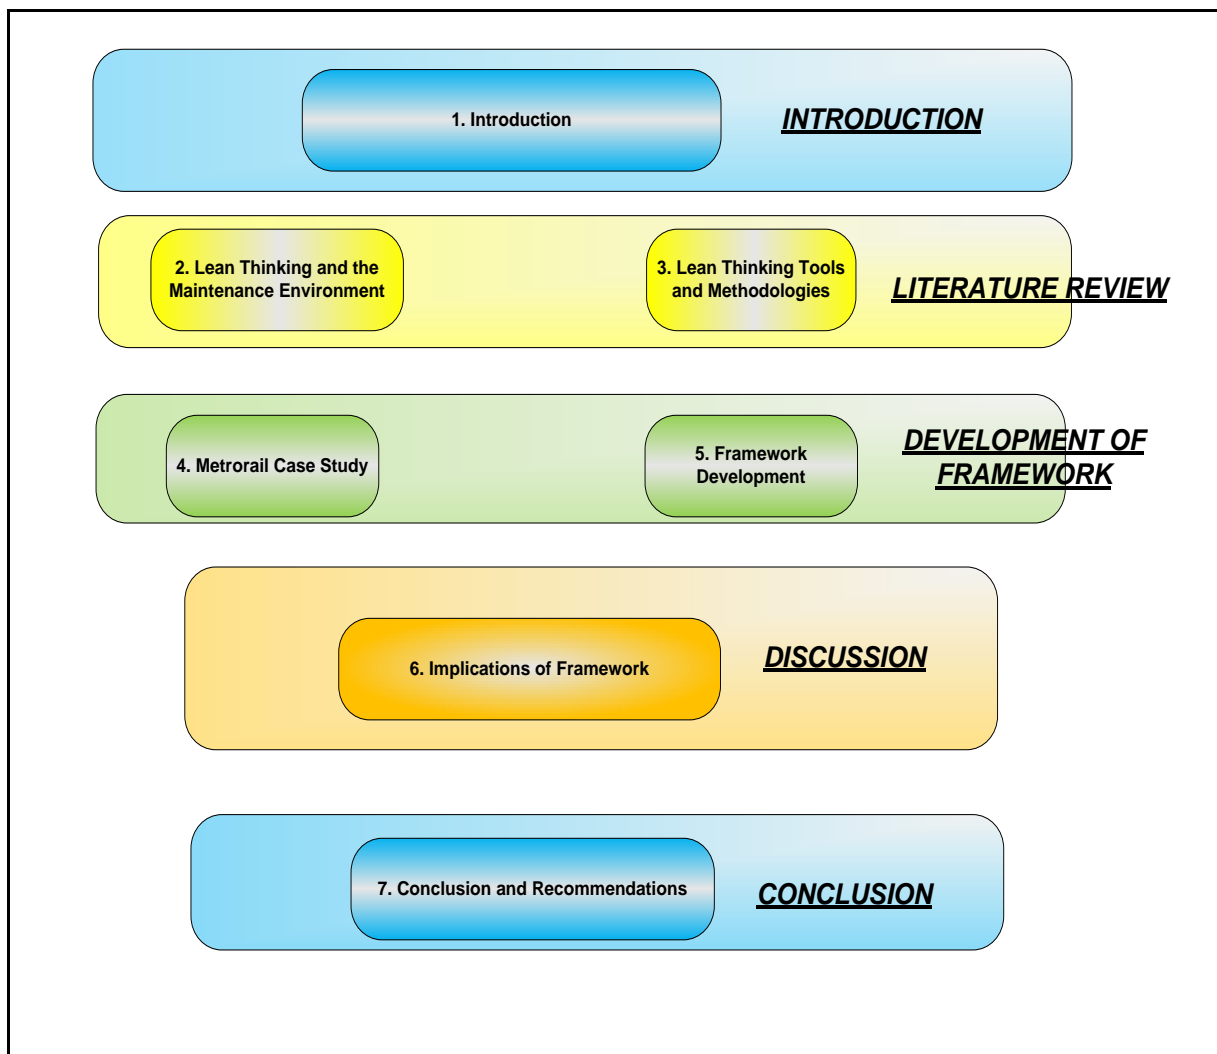 1. Introduction
INTRODUCTION
2. Lean Thinking and the
Maintenance Environment
3. Lean Thinking Tools
and Methodologies
LITERATURE REVIEW
4. Metrorail Case Study
5. Framework
Development
DEVELOPMENT OF
FRAMEWORK
6. Implications of Framework
DISCUSSION
7. Conclusion and Recommendations
CONCLUSION